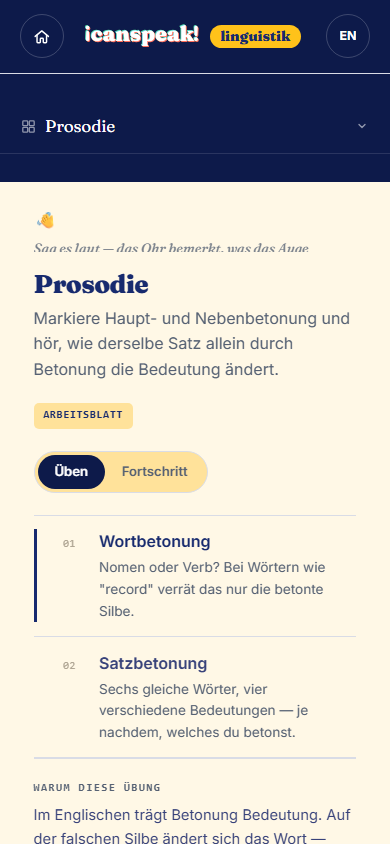 icanspeak! linguistik EN
Prosodie
Sag es laut — das Ohr bemerkt, was das Auge
Prosodie
Markiere Haupt- und Nebenbetonung und
hör, wie derselbe Satz allein durch
Betonung die Bedeutung ändert.
ARBEITSBLATT
Üben Fortschritt
01 Wortbetonung
Nomen oder Verb? Bei Wörtern wie
"record" verrät das nur die betonte
Silbe.
02 Satzbetonung
Sechs gleiche Wörter, vier
verschiedene Bedeutungen — je
nachdem, welches du betonst.
WARUM DIESE ÜBUNG
Im Englischen trägt Betonung Bedeutung. Auf
der falschen Silbe ändert sich das Wort —